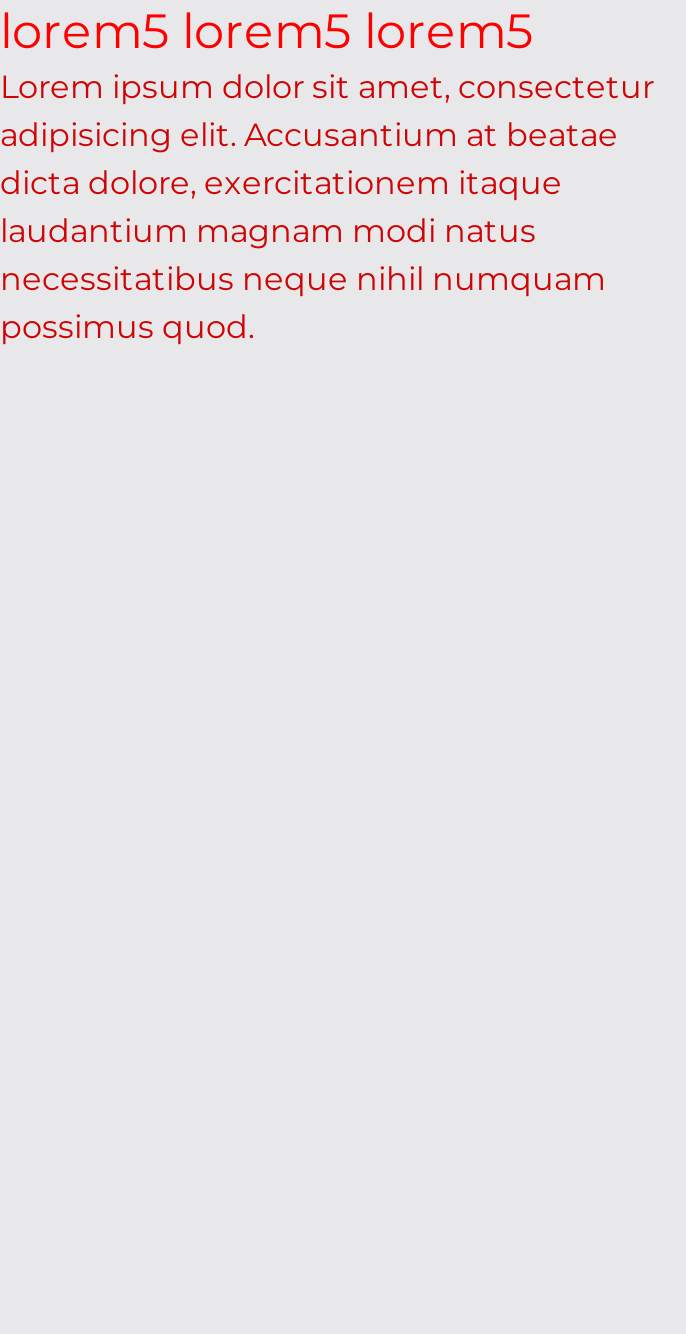 lorem5 lorem5 lorem5
Lorem ipsum dolor sit amet, consectetur
adipisicing elit. Accusantium at beatae
dicta dolore, exercitationem itaque
laudantium magnam modi natus
necessitatibus neque nihil numquam
possimus quod.